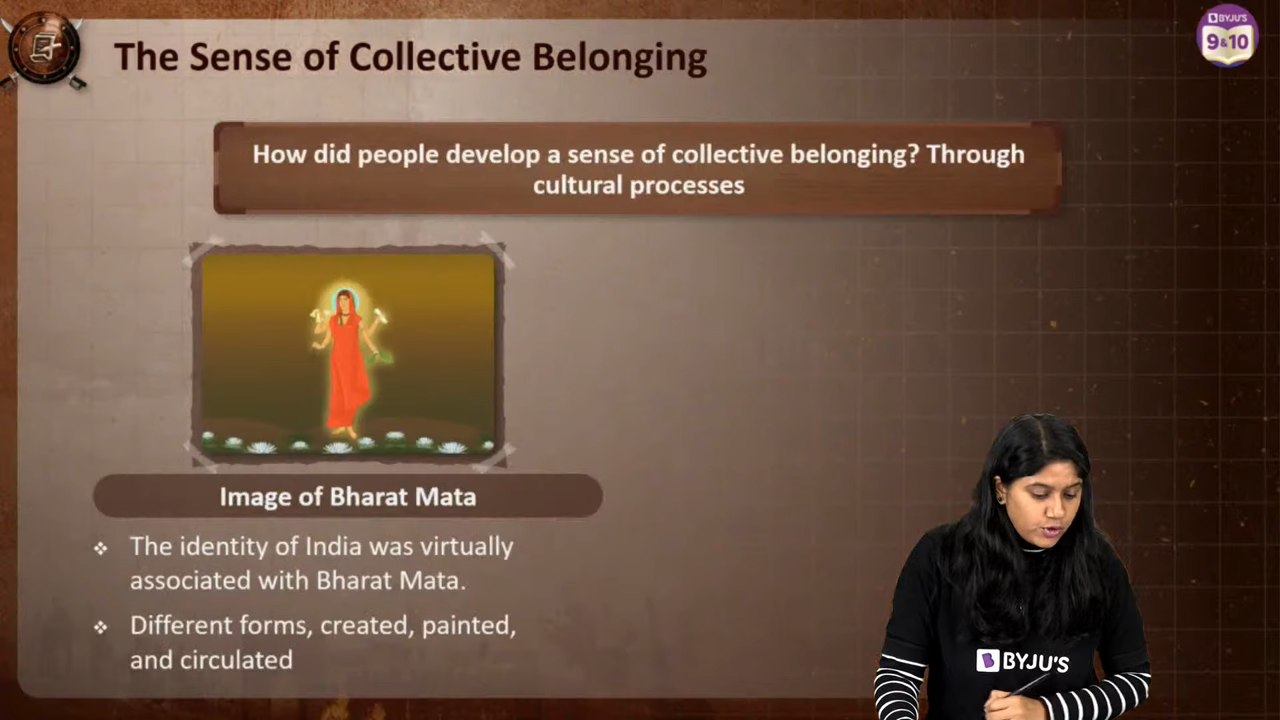 The Sense of Collective Belonging
BYJU'S
9&10
How did people develop a sense of collective belonging? Through
cultural processes
Image of Bharat Mata
❖ The identity of India was virtually
associated with Bharat Mata.
❖ Different forms, created, painted,
and circulated
BYJU'S